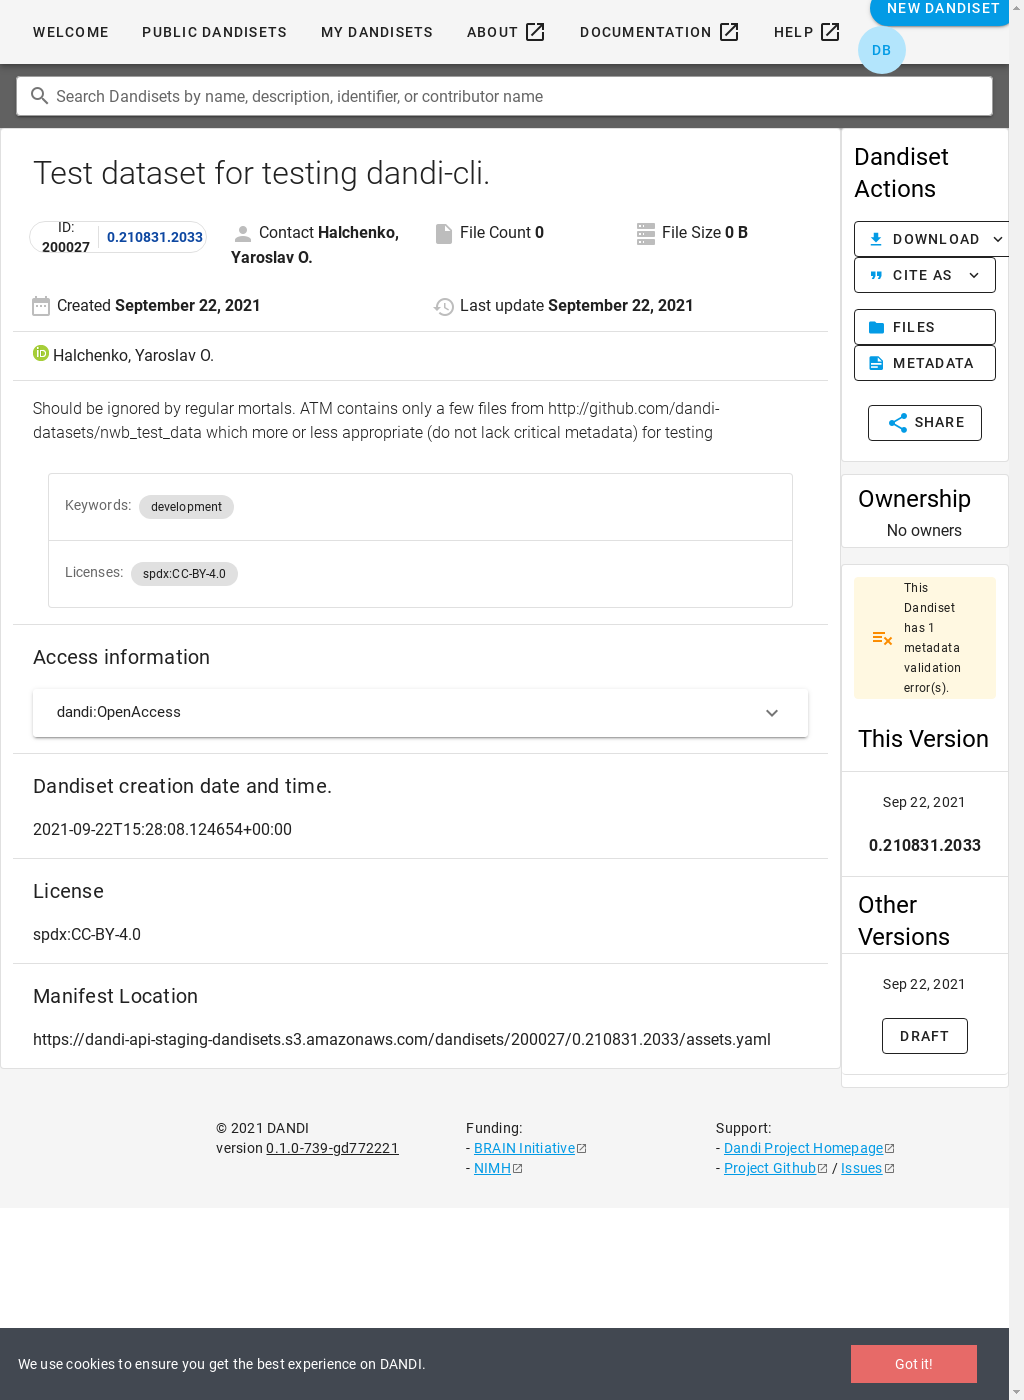 WELCOME PUBLIC DANDISETS MY DANDISETS ABOUT DOCUMENTATION HELP NEW DANDISET
DB
Search Dandisets by name, description, identifier, or contributor name
Test dataset for testing dandi-cli.
ID: 200027 0.210831.2033
Contact Halchenko, Yaroslav O.
File Count 0
File Size 0 B
Created September 22, 2021
Last update September 22, 2021
iD Halchenko, Yaroslav O.
Should be ignored by regular mortals. ATM contains only a few files from http://github.com/dandi-
datasets/nwb_test_data which more or less appropriate (do not lack critical metadata) for testing
Keywords: development
Licenses: spdx:CC-BY-4.0
Access information
dandi:OpenAccess
Dandiset creation date and time.
2021-09-22T15:28:08.124654+00:00
License
spdx:CC-BY-4.0
Manifest Location
https://dandi-api-staging-dandisets.s3.amazonaws.com/dandisets/200027/0.210831.2033/assets.yaml
Dandiset
Actions
DOWNLOAD
CITE AS
FILES
METADATA
SHARE
Ownership
No owners
This
Dandiset
has 1
metadata
validation
error(s).
This Version
Sep 22, 2021
0.210831.2033
Other
Versions
Sep 22, 2021
DRAFT
© 2021 DANDI
version 0.1.0-739-gd772221
Funding:
- BRAIN Initiative
- NIMH
Support:
- Dandi Project Homepage
- Project Github / Issues
We use cookies to ensure you get the best experience on DANDI.
Got it!